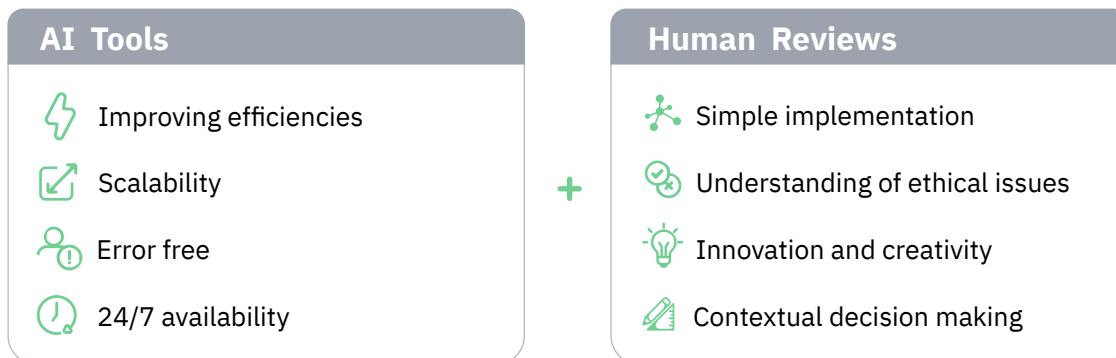 AI Tools
Improving efficiencies
Scalability
Error free
24/7 availability
+
Human Reviews
Simple implementation
Understanding of ethical issues
Innovation and creativity
Contextual decision making